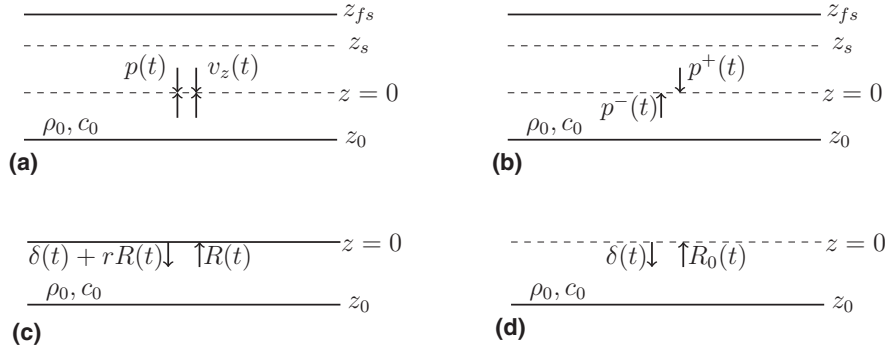 z_{fs}
z_s
p(t) v_z(t)
z = 0
ρ_0, c_0
z_0
(a)
z_{fs}
z_s
p^+(t)
z = 0
p^-(t)
ρ_0, c_0
z_0
(b)
z = 0
δ(t) + rR(t) R(t)
ρ_0, c_0
z_0
(c)
z = 0
δ(t) R_0(t)
ρ_0, c_0
z_0
(d)